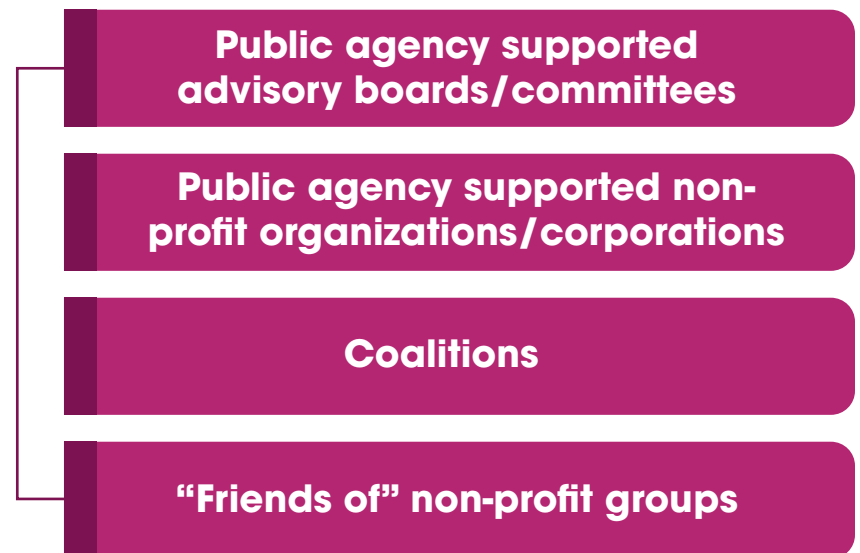 Public agency supported
advisory boards/committees
Public agency supported non-
profit organizations/corporations
Coalitions
“Friends of” non-profit groups